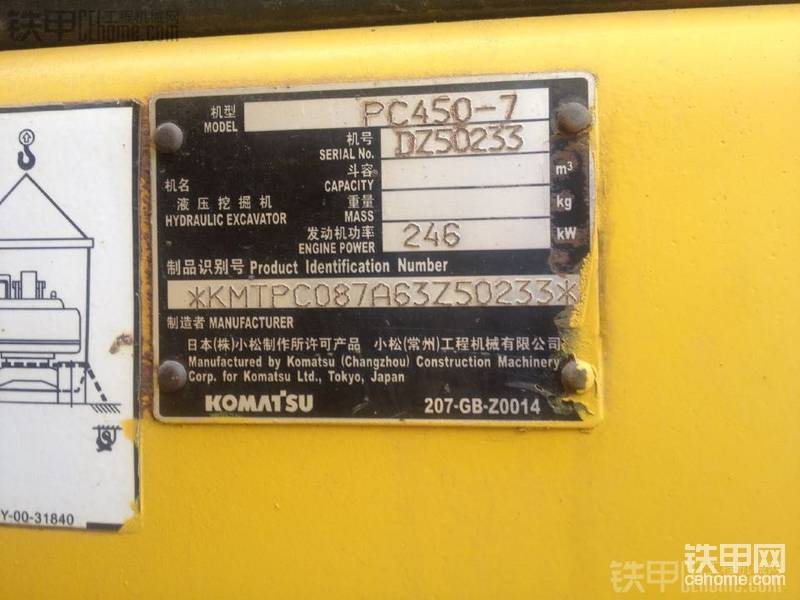 铁甲 CEhome.com 工程机械网
机型 MODEL PC450-7
机号 SERIAL No. DZ50233
斗容 CAPACITY m³
机名
液压挖掘机
HYDRAULIC EXCAVATOR
重量 MASS kg
发动机功率 ENGINE POWER 246 kW
制品识别号 Product Identification Number
*KMTPC087A63Z50233*
制造者 MANUFACTURER
日本(株)小松制作所许可产品 小松(常州)工程机械有限公司
Manufactured by Komatsu (Changzhou) Construction Machinery
Corp. for Komatsu Ltd., Tokyo, Japan
KOMATSU 207-GB-Z0014
Y-00-31840
铁甲网
cehome.com